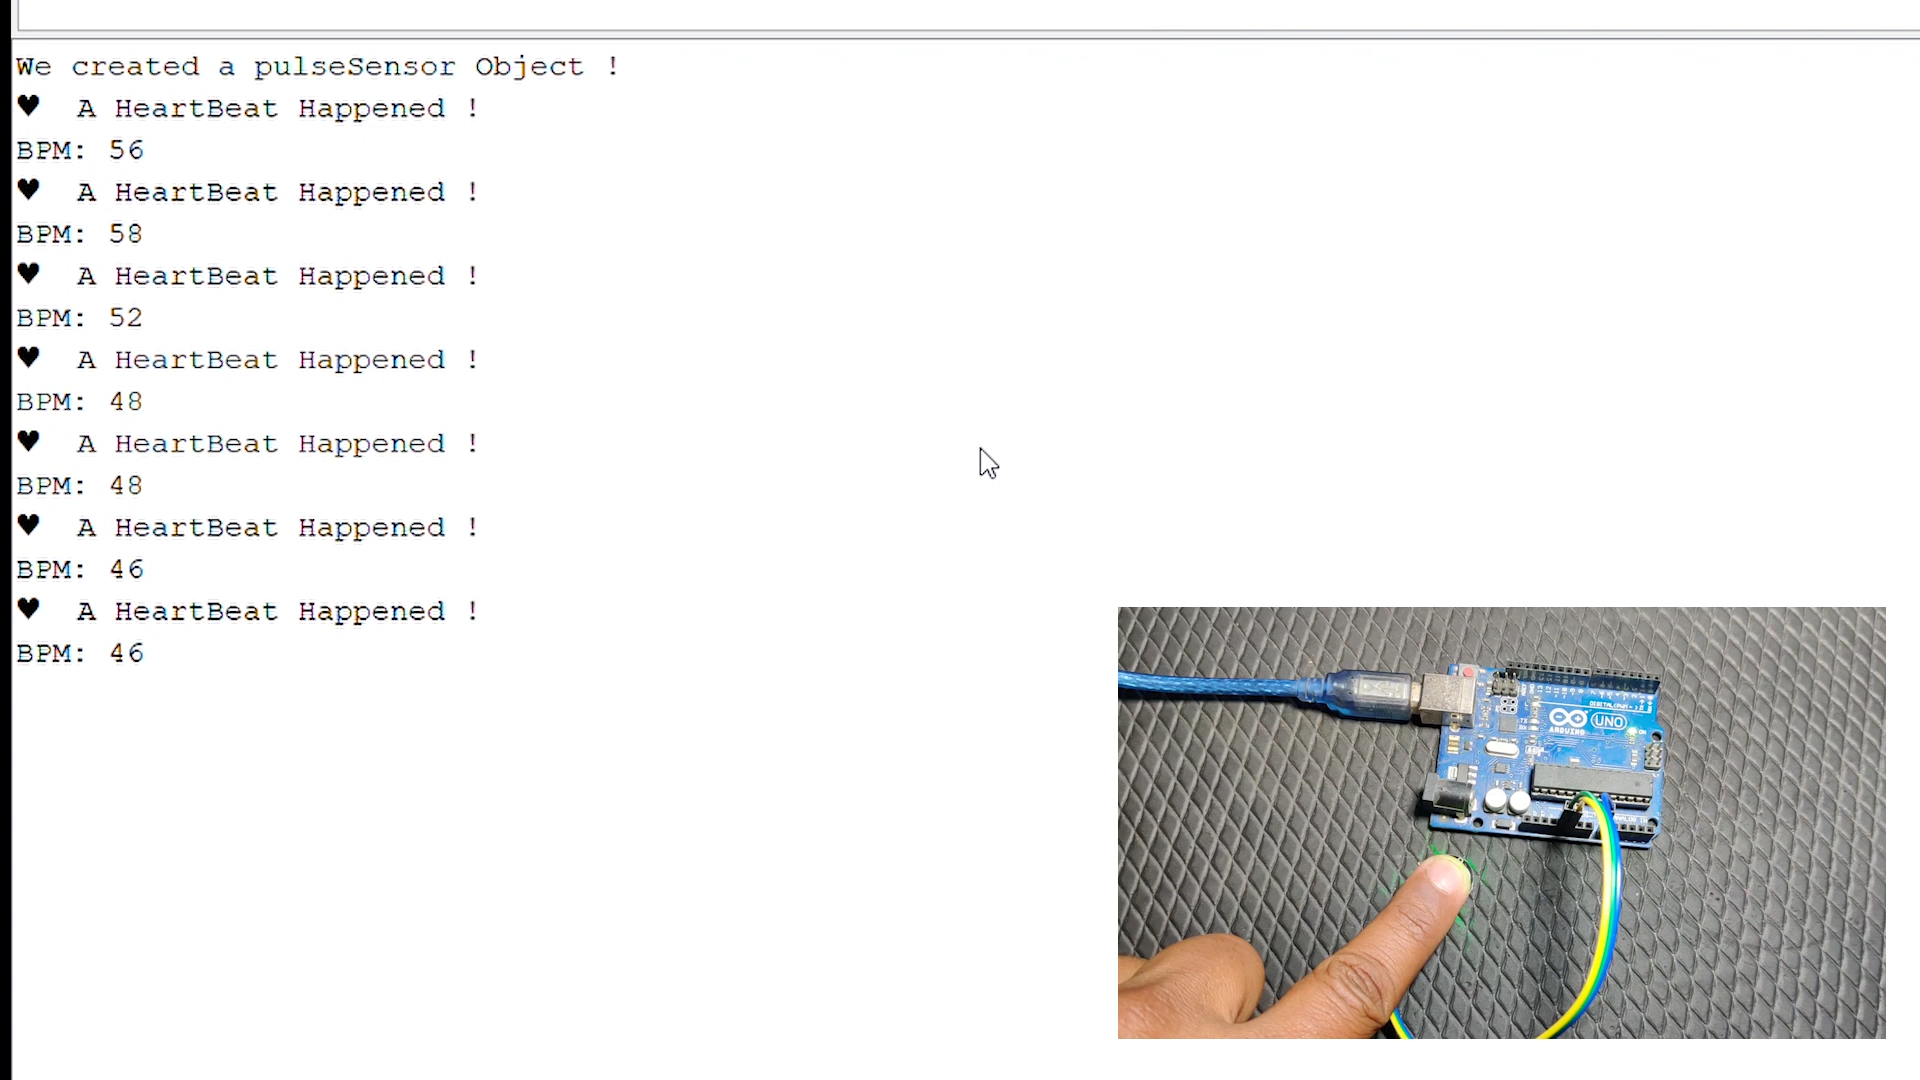 We created a pulseSensor Object !
♥  A HeartBeat Happened !
BPM: 56
♥  A HeartBeat Happened !
BPM: 58
♥  A HeartBeat Happened !
BPM: 52
♥  A HeartBeat Happened !
BPM: 48
♥  A HeartBeat Happened !
BPM: 48
♥  A HeartBeat Happened !
BPM: 46
♥  A HeartBeat Happened !
BPM: 46
UNO
ARDUINO